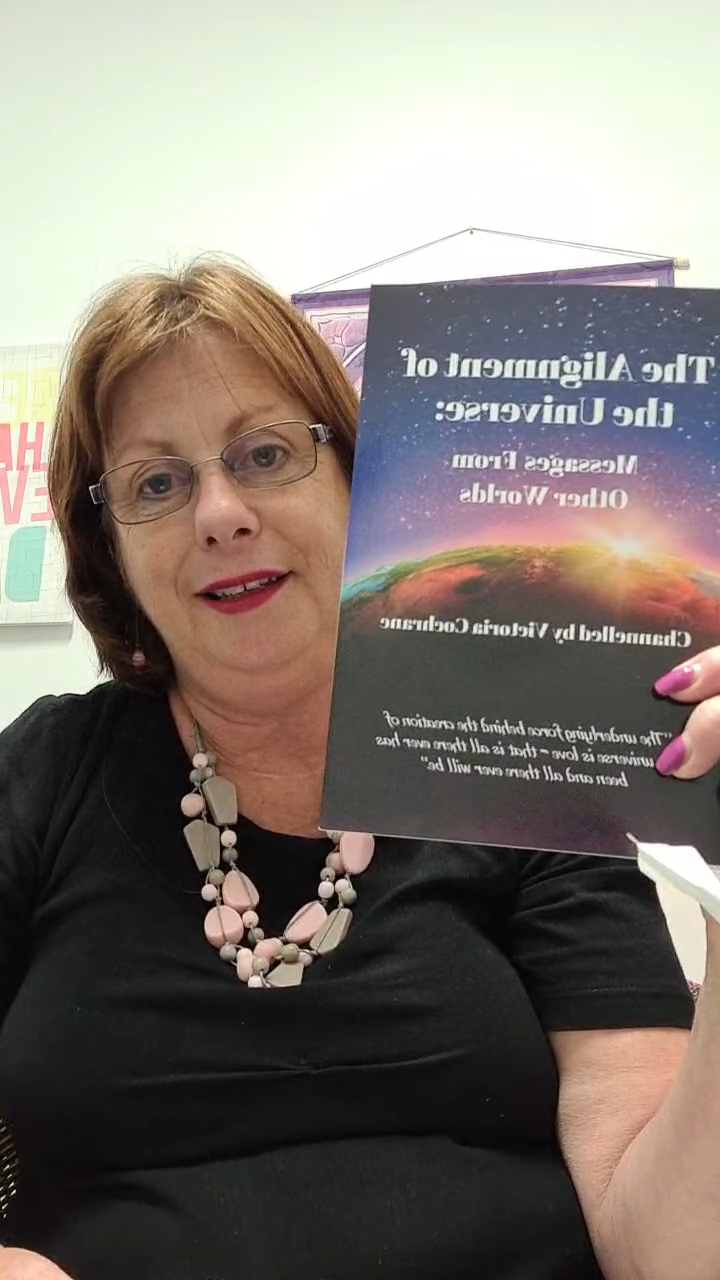 The Alignment of
the Universe:
Messages From
Other Worlds
Channelled by Victoria Cochrane
"The underlying force behind the creation of
universe is love – that is all there ever has
been and all there ever will be."